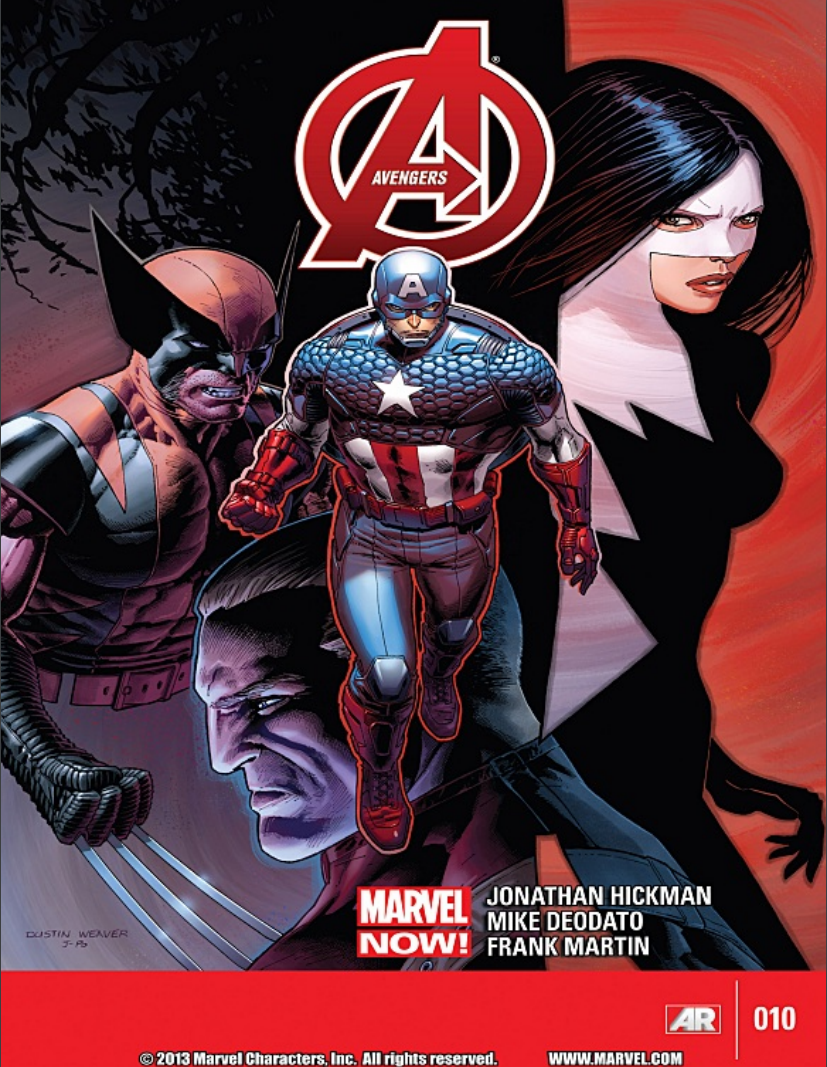 A
®
AVENGERS
A
MARVEL
NOW!
JONATHAN HICKMAN
MIKE DEODATO
FRANK MARTIN
DUSTIN WEAVER
AR
010
© 2013 Marvel Characters, Inc. All rights reserved.
WWW.MARVEL.COM